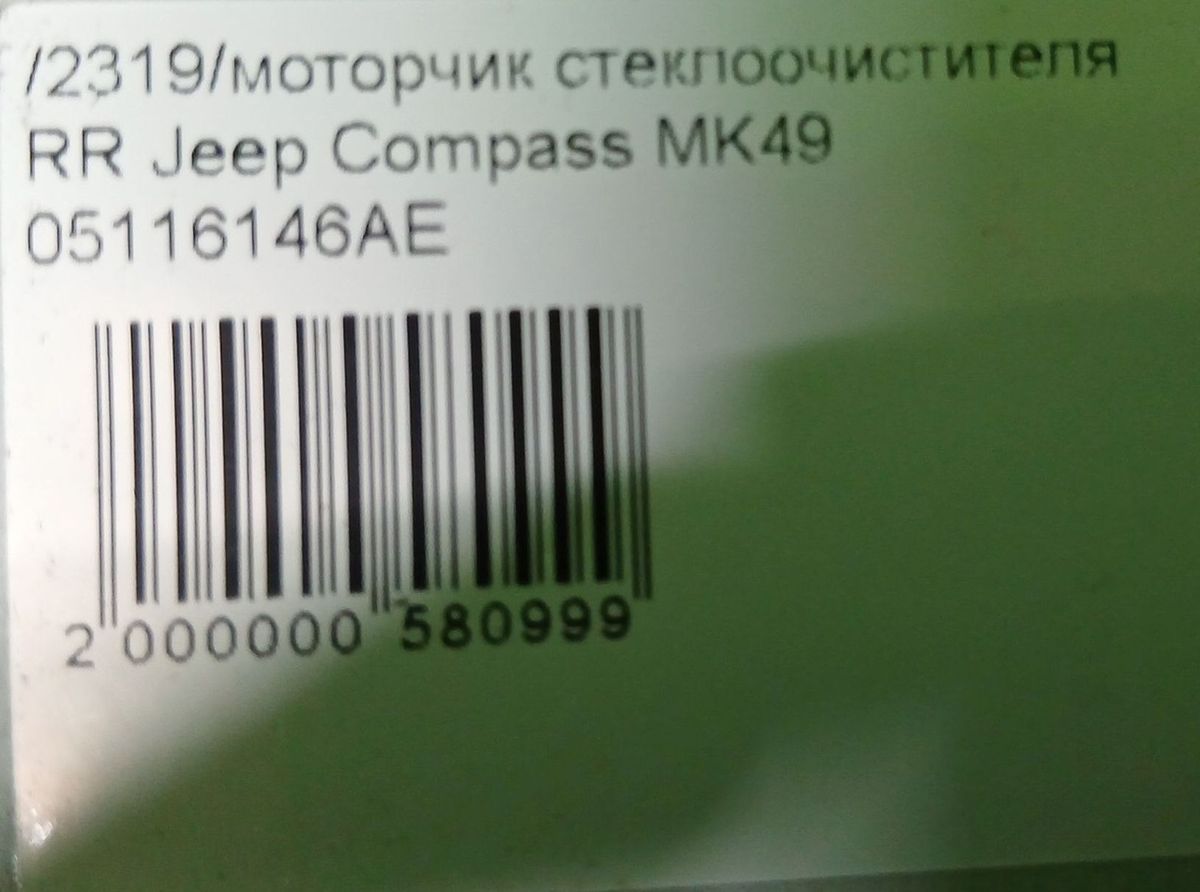 /2319/моторчик стеклоочистителя
RR Jeep Compass MK49
05116146AE
2 000000 580999